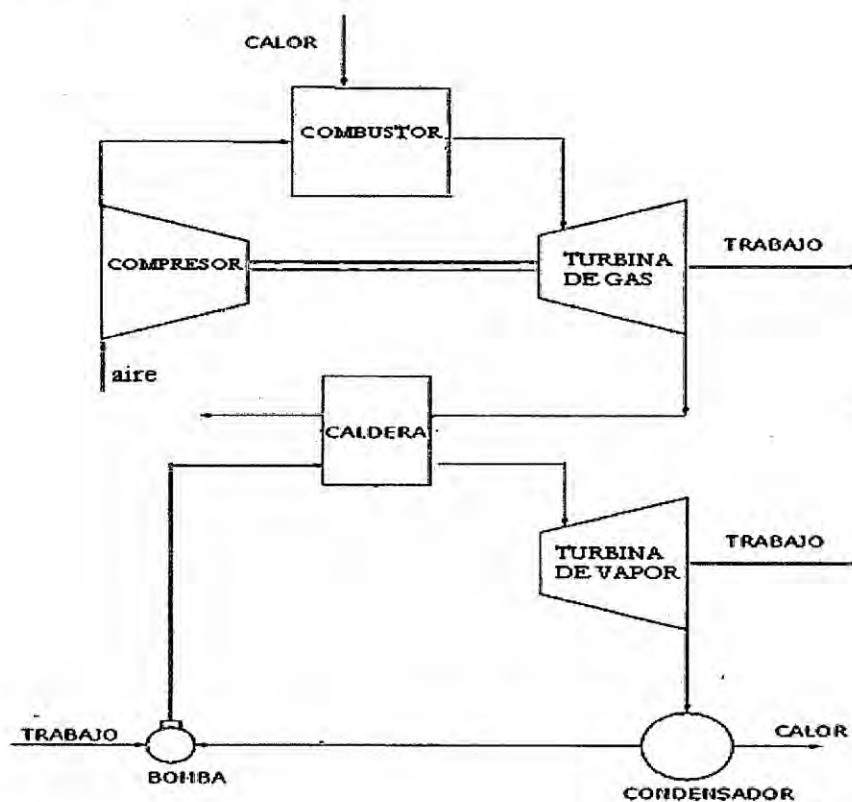 CALOR
COMBUSTOR
COMPRESOR
TURBINA
DE GAS
TRABAJO
aire
CALDERA
TURBINA
DE VAPOR
TRABAJO
TRABAJO
BOMBA
CALOR
CONDENSADOR